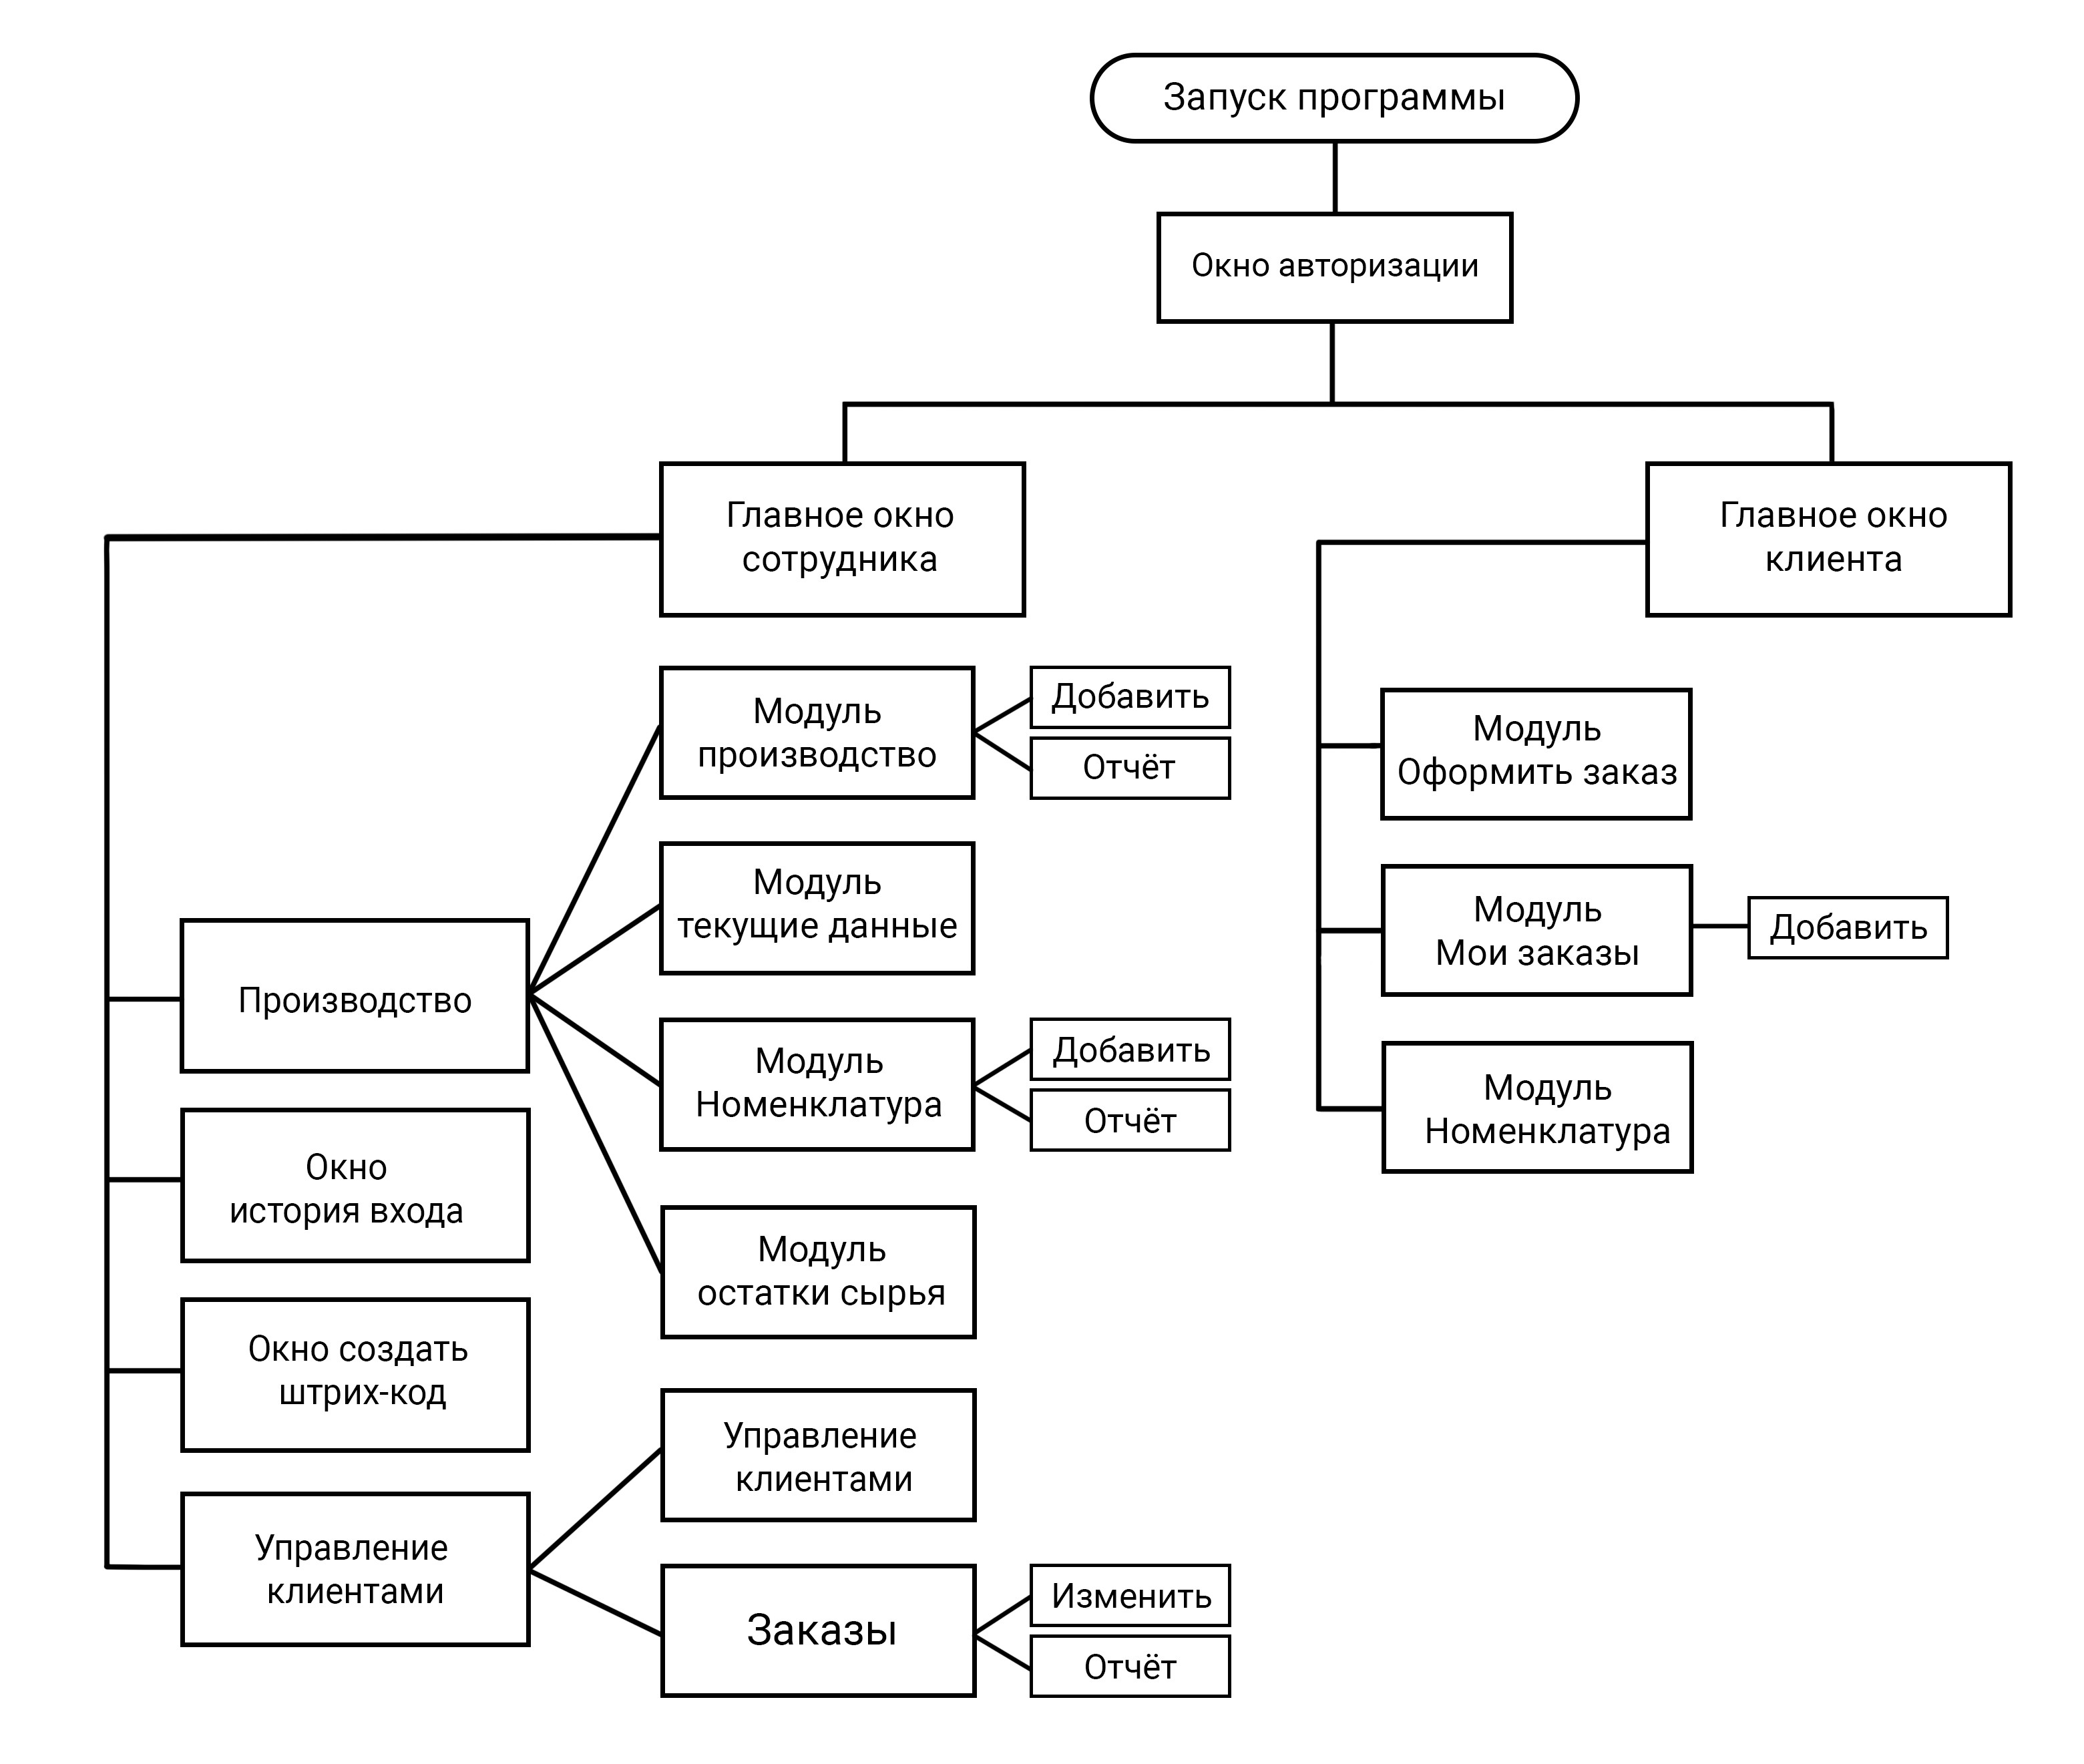 Запуск программы
Окно авторизации
Главное окно
сотрудника
Главное окно
клиента
Модуль
производство
Добавить
Отчёт
Модуль
текущие данные
Производство
Модуль
Номенклатура
Добавить
Отчёт
Окно
история входа
Модуль
остатки сырья
Окно создать
штрих-код
Управление
клиентами
Управление
клиентами
Заказы
Изменить
Отчёт
Модуль
Оформить заказ
Модуль
Мои заказы
Добавить
Модуль
Номенклатура